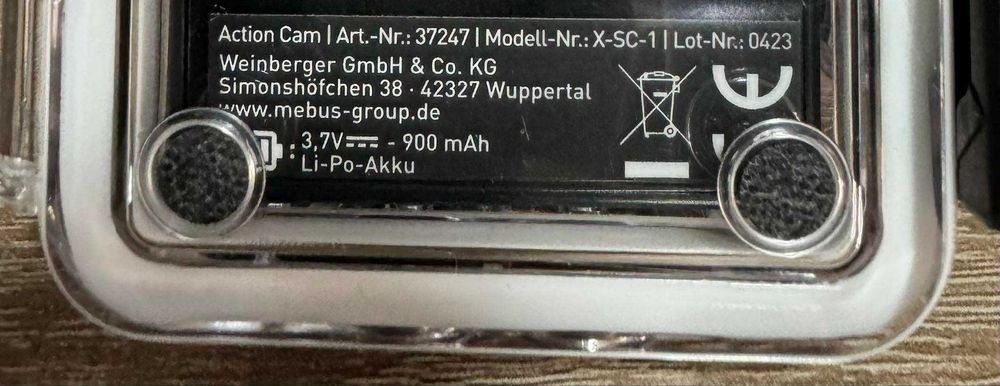 Action Cam | Art.-Nr.: 37247 | Modell-Nr.: X-SC-1 | Lot-Nr.: 0423
Weinberger GmbH & Co. KG
Simonshöfchen 38 · 42327 Wuppertal
www.mebus-group.de
: 3,7V⎓ - 900 mAh
Li-Po-Akku
CE